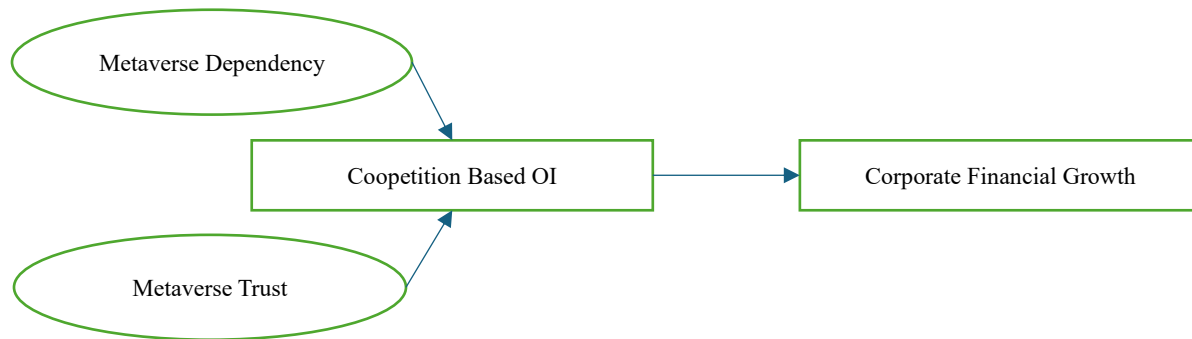 Metaverse Dependency
Coopetition Based OI
Corporate Financial Growth
Metaverse Trust